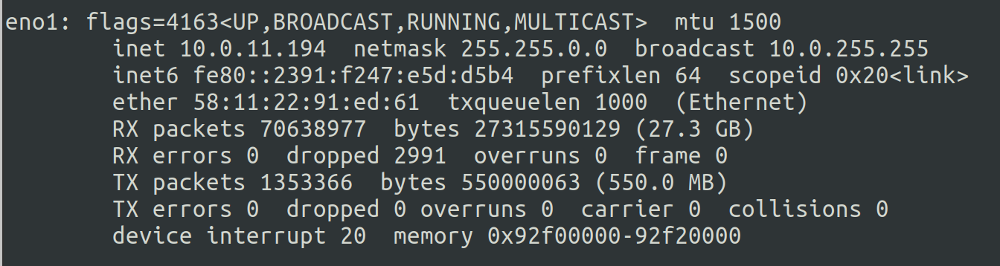 eno1: flags=4163<UP,BROADCAST,RUNNING,MULTICAST>  mtu 1500
        inet 10.0.11.194  netmask 255.255.0.0  broadcast 10.0.255.255
        inet6 fe80::2391:f247:e5d:d5b4  prefixlen 64  scopeid 0x20<link>
        ether 58:11:22:91:ed:61  txqueuelen 1000  (Ethernet)
        RX packets 70638977  bytes 27315590129 (27.3 GB)
        RX errors 0  dropped 2991  overruns 0  frame 0
        TX packets 1353366  bytes 550000063 (550.0 MB)
        TX errors 0  dropped 0 overruns 0  carrier 0  collisions 0
        device interrupt 20  memory 0x92f00000-92f20000